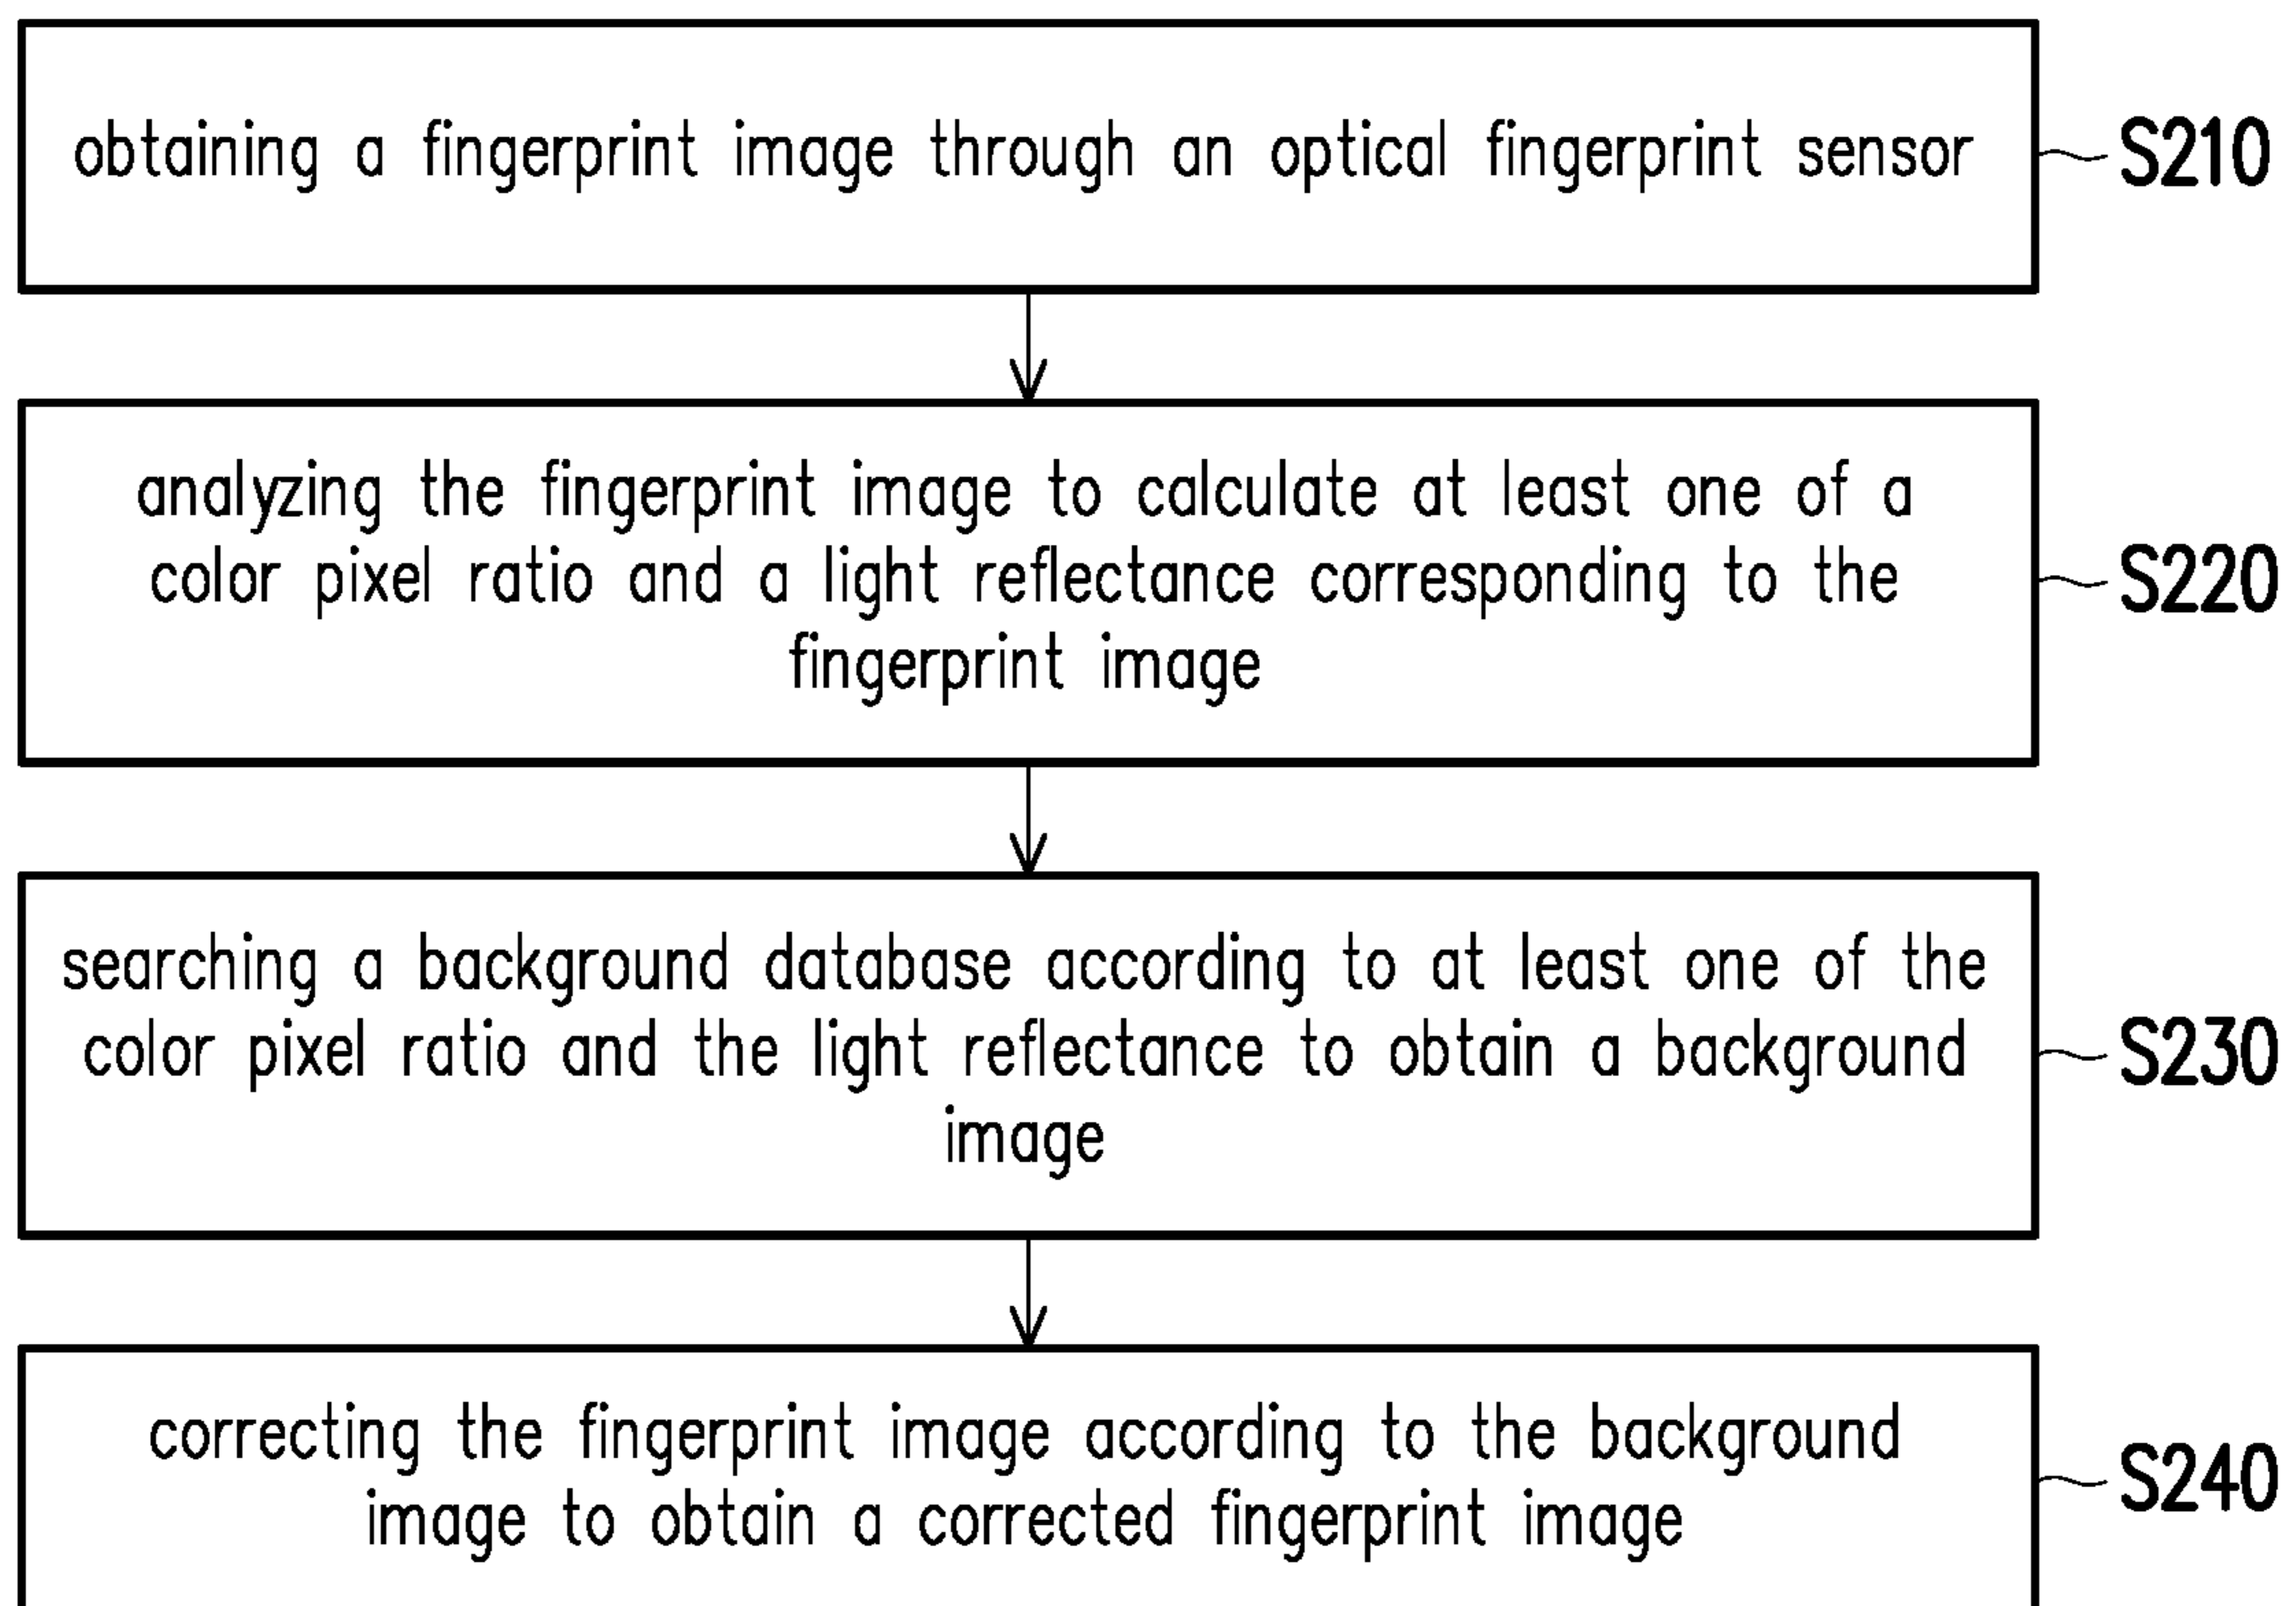 obtaining a fingerprint image through an optical fingerprint sensor
S210
analyzing the fingerprint image to calculate at least one of a
color pixel ratio and a light reflectance corresponding to the
fingerprint image
S220
searching a background database according to at least one of the
color pixel ratio and the light reflectance to obtain a background
image
S230
correcting the fingerprint image according to the background
image to obtain a corrected fingerprint image
S240